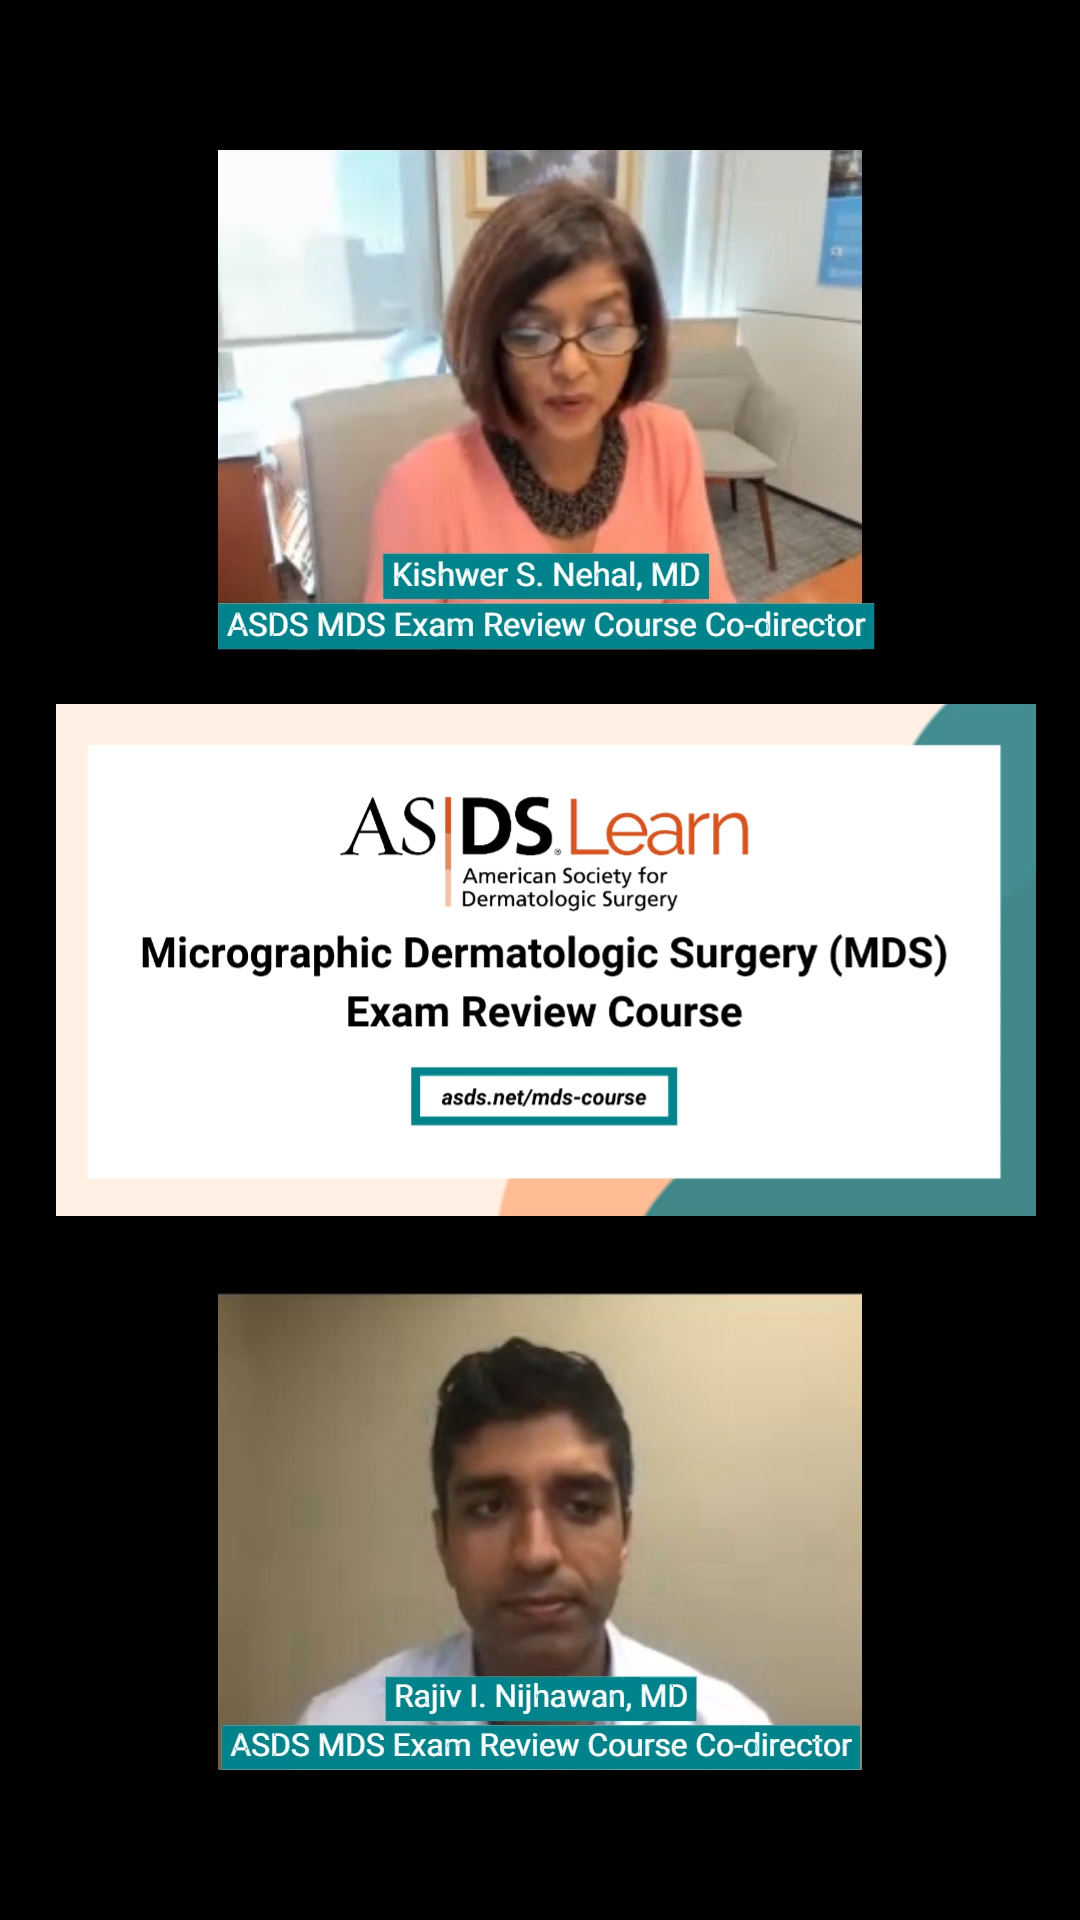 Kishwer S. Nehal, MD
ASDS MDS Exam Review Course Co-director
AS|DS® Learn
American Society for
Dermatologic Surgery
Micrographic Dermatologic Surgery (MDS)
Exam Review Course
asds.net/mds-course
Rajiv I. Nijhawan, MD
ASDS MDS Exam Review Course Co-director